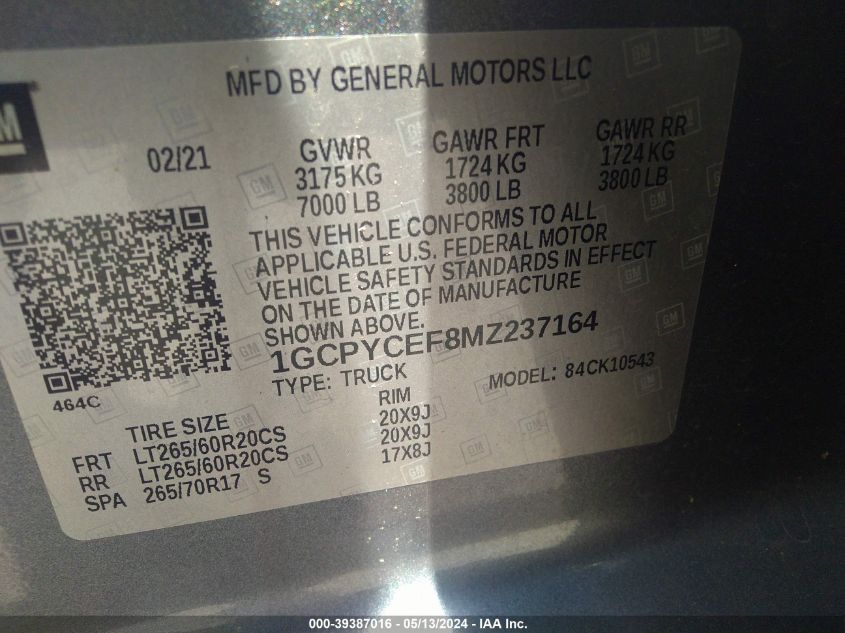 MFD BY GENERAL MOTORS LLC
GM
02/21
GVWR
3175 KG
7000 LB
GAWR FRT
1724 KG
3800 LB
GAWR RR
1724 KG
3800 LB
THIS VEHICLE CONFORMS TO ALL
APPLICABLE U.S. FEDERAL MOTOR
VEHICLE SAFETY STANDARDS IN EFFECT
ON THE DATE OF MANUFACTURE
SHOWN ABOVE.
1GCPYCEF8MZ237164
TYPE: TRUCK
MODEL: 84CK10543
464C
TIRE SIZE RIM
FRT LT265/60R20CS 20X9J
RR LT265/60R20CS 20X9J
SPA 265/70R17 S 17X8J
000-39387016 - 05/13/2024 - IAA Inc.